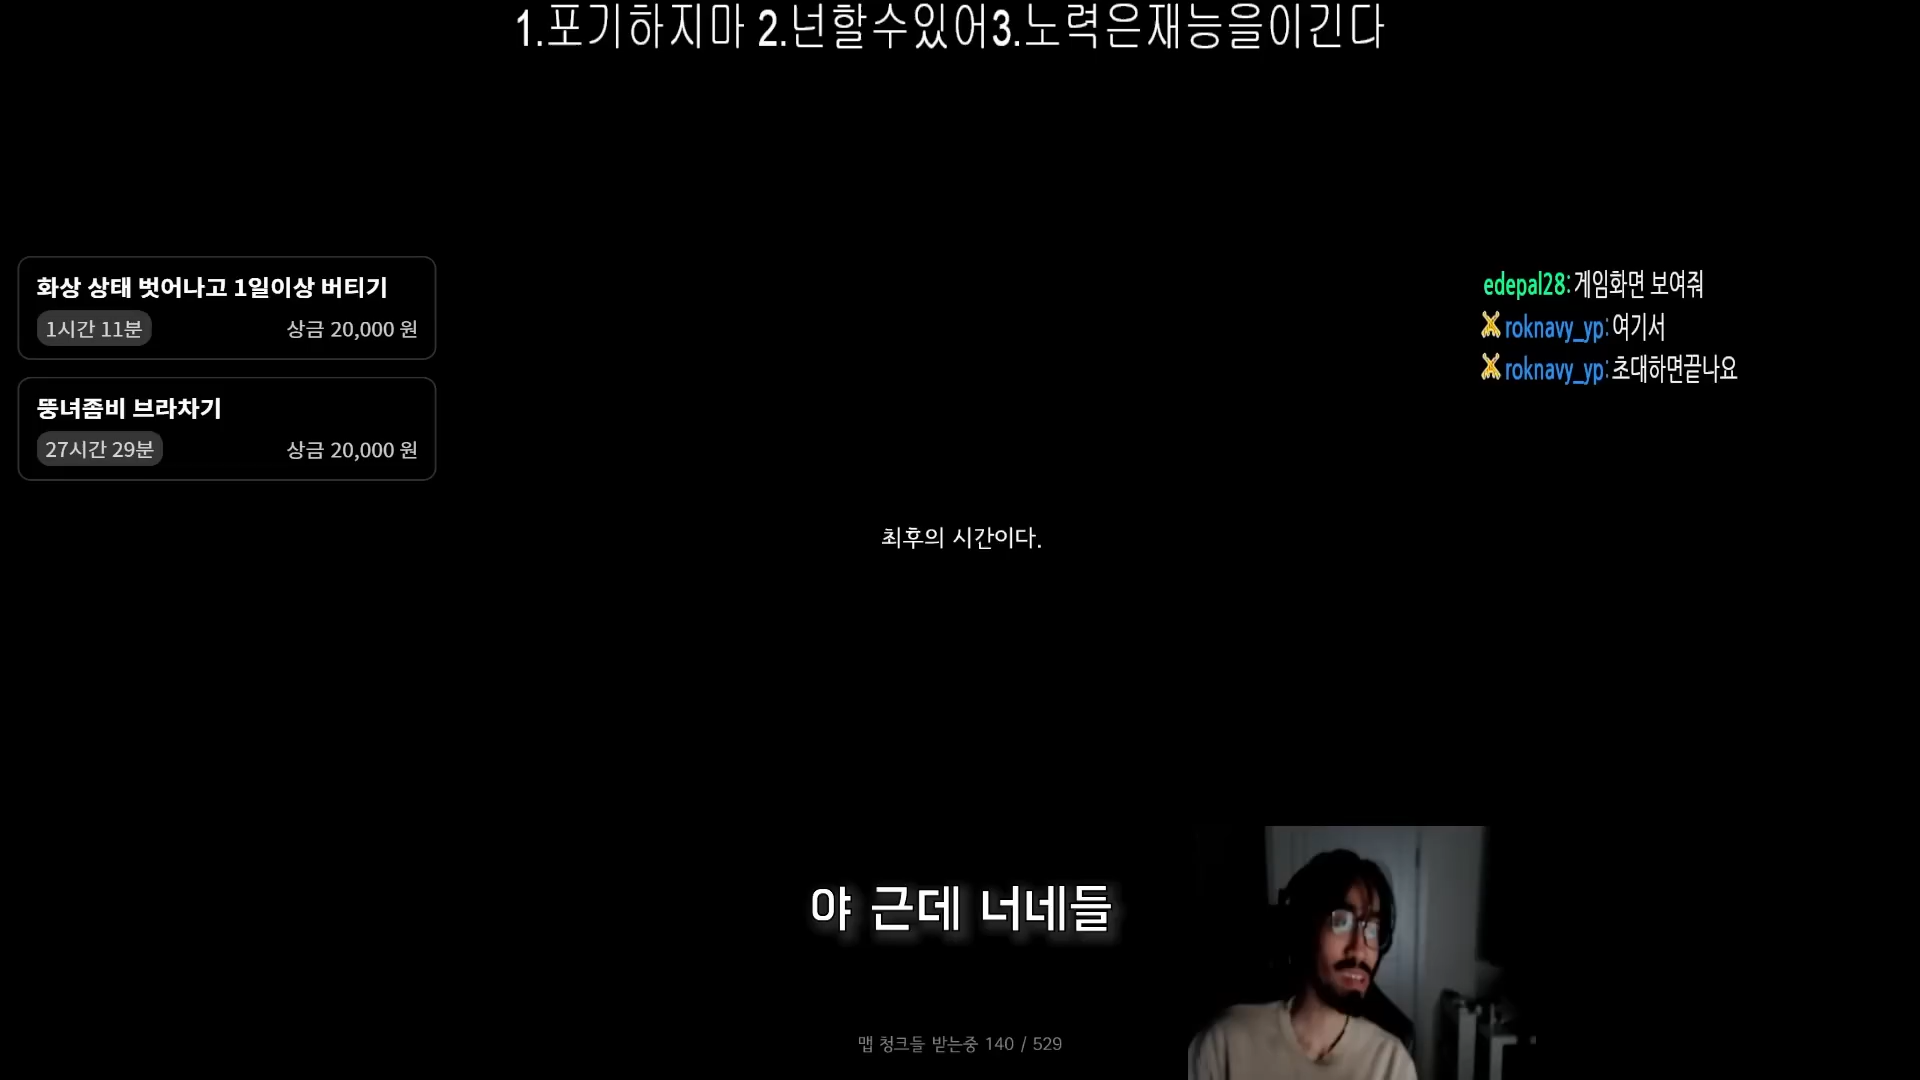 1.포기하지마 2.넌할수있어3.노력은재능을이긴다
화상 상태 벗어나고 1일이상 버티기
1시간 11분 상금 20,000 원
뚱녀좀비 브라차기
27시간 29분 상금 20,000 원
edepal28: 게임화면 보여줘
roknavy_yp: 여기서
roknavy_yp: 초대하면끝나요
최후의 시간이다.
야 근데 너네들
맵 청크들 받는중 140 / 529